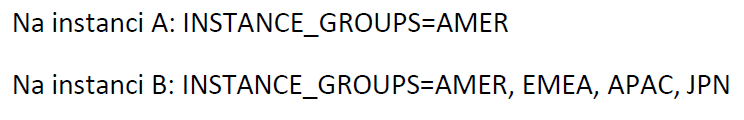 Na instanci A: INSTANCE_GROUPS=AMER
Na instanci B: INSTANCE_GROUPS=AMER, EMEA, APAC, JPN